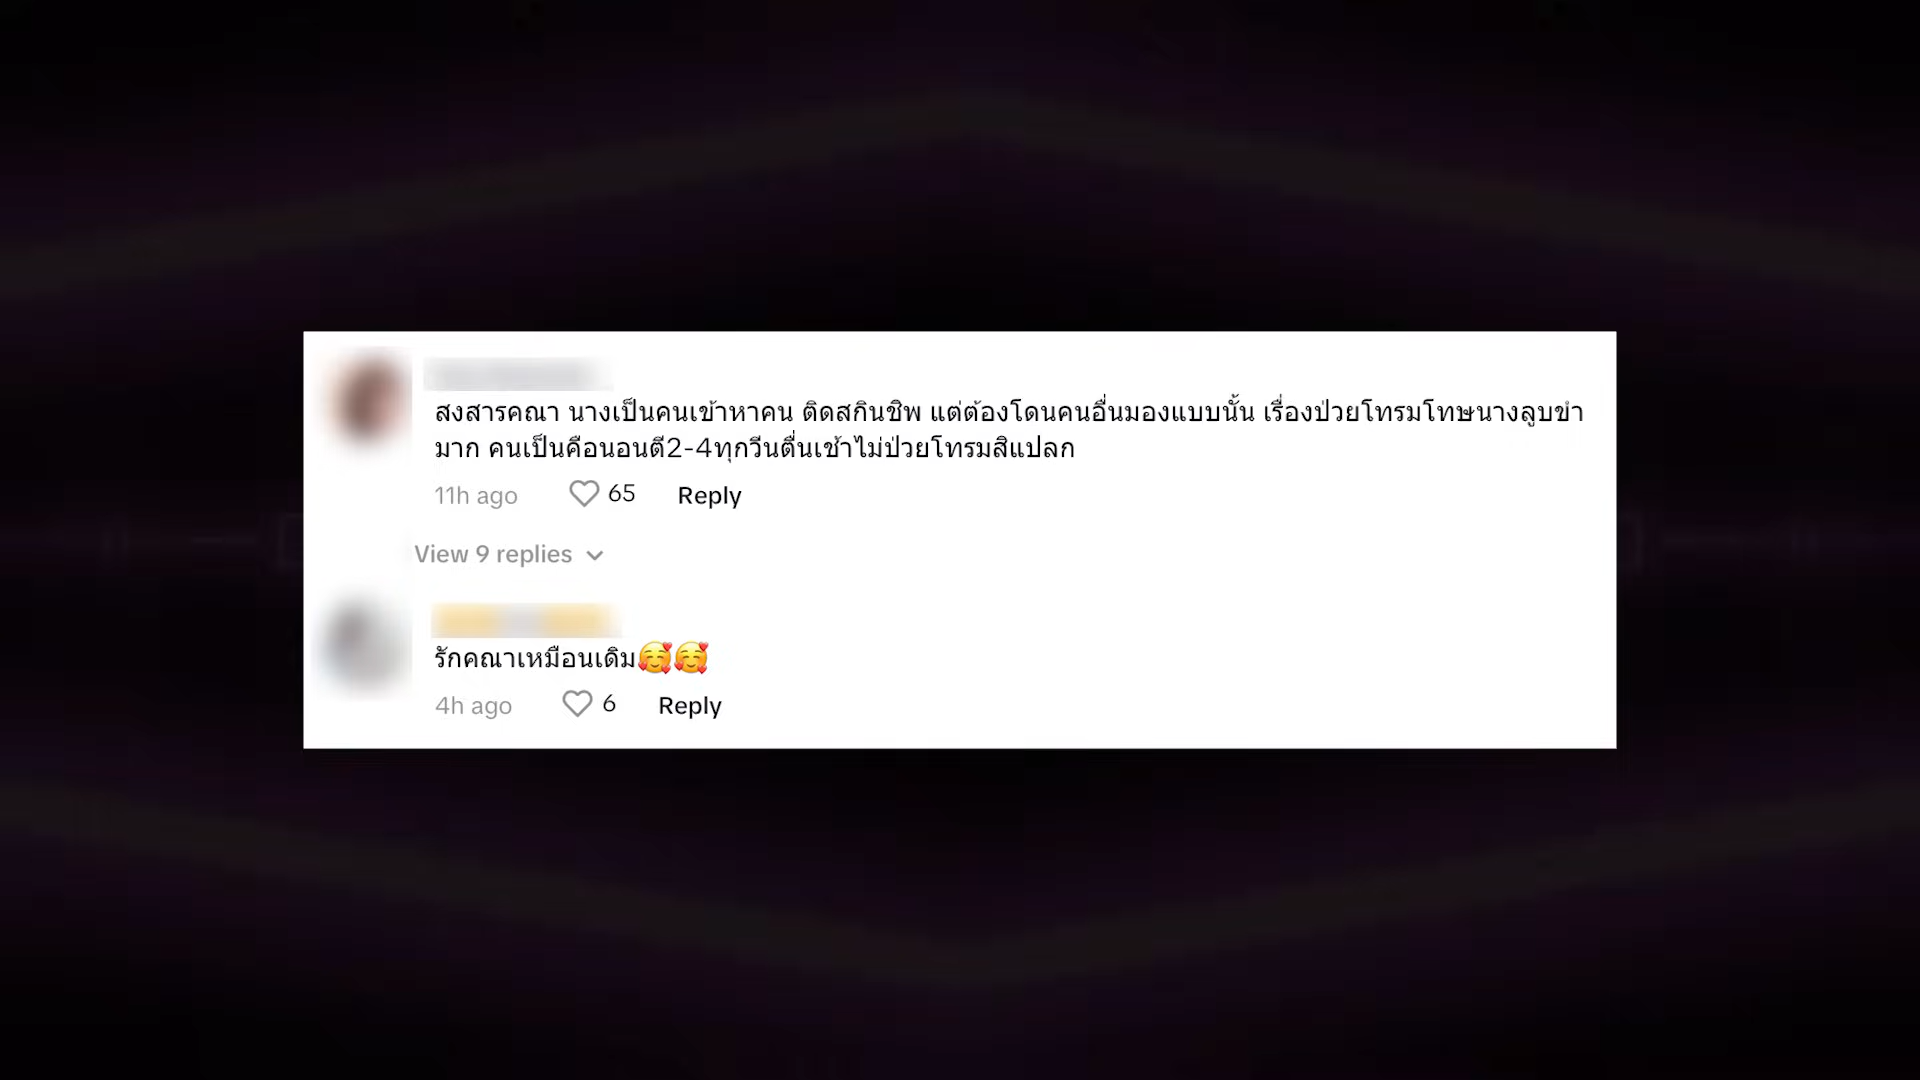 สงสารคณา นางเป็นคนเข้าหาคน ติดสกินชิพ แต่ต้องโดนคนอื่นมองแบบนั้น เรื่องป่วยโทรมโทษนางลูบขำ
มาก คนเป็นคือนอนตี2-4ทุกวีนตื่นเช้าไม่ป่วยโทรมสิแปลก
11h ago 65 Reply
View 9 replies
รักคณาเหมือนเดิม🥰🥰
4h ago 6 Reply